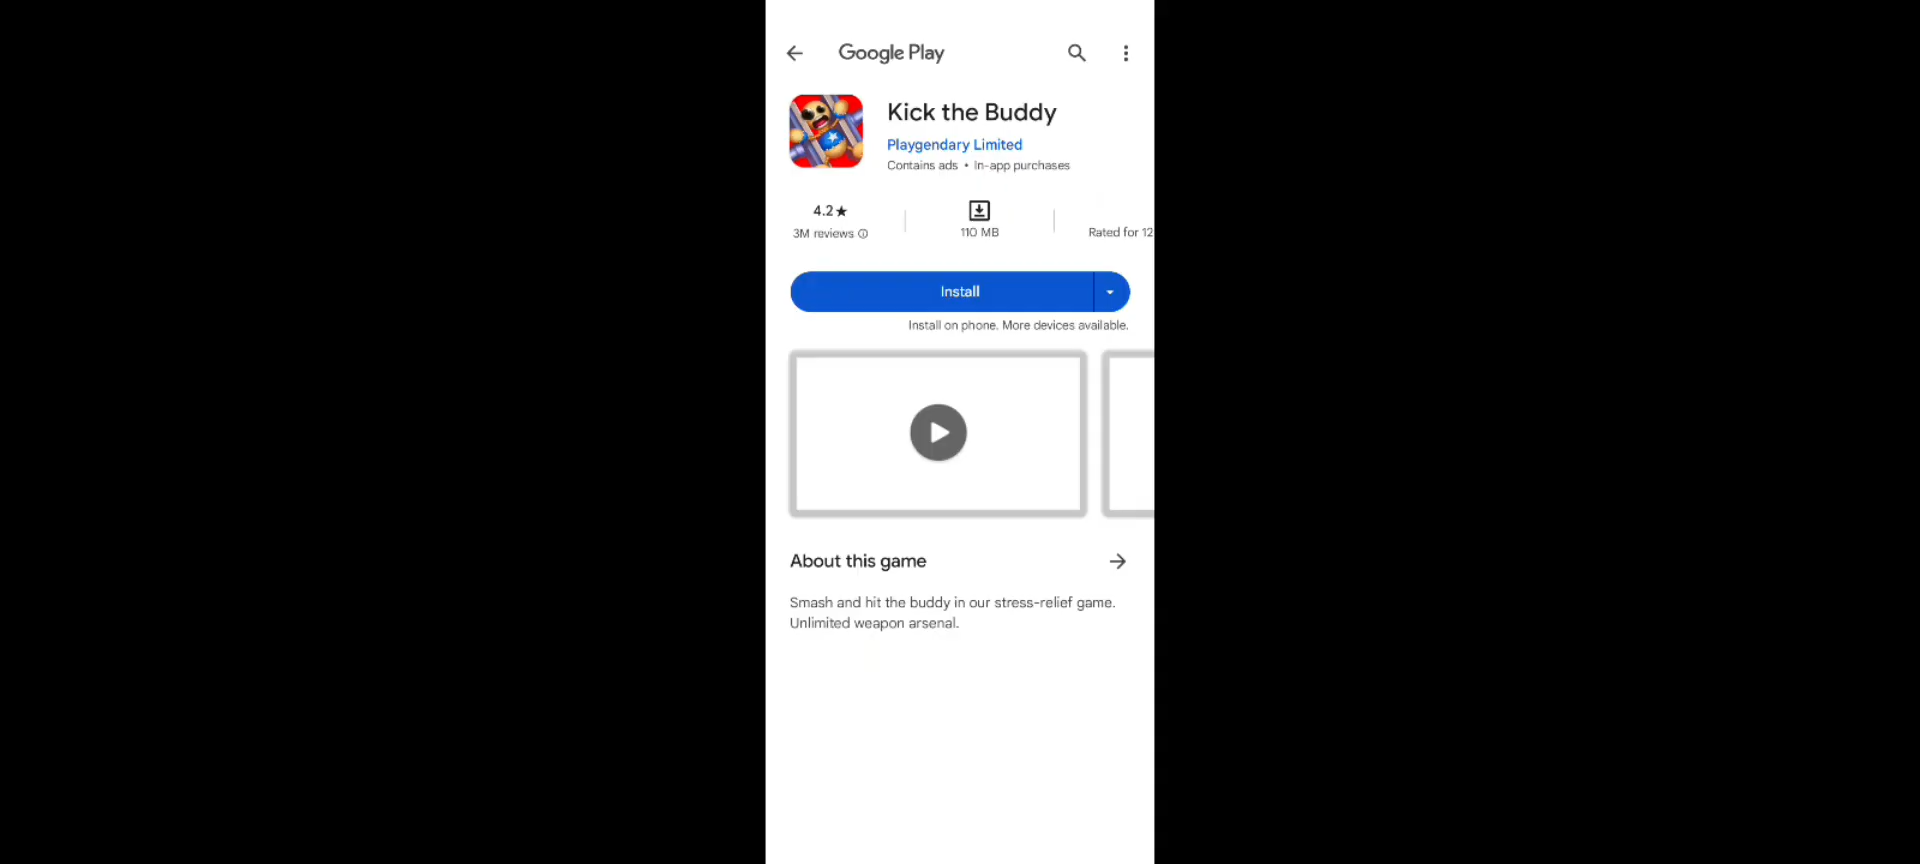 Google Play
Kick the Buddy
Playgendary Limited
Contains ads • In-app purchases
4.2★
3M reviews
110 MB
Rated for 12
Install
Install on phone. More devices available.
About this game
Smash and hit the buddy in our stress-relief game.
Unlimited weapon arsenal.